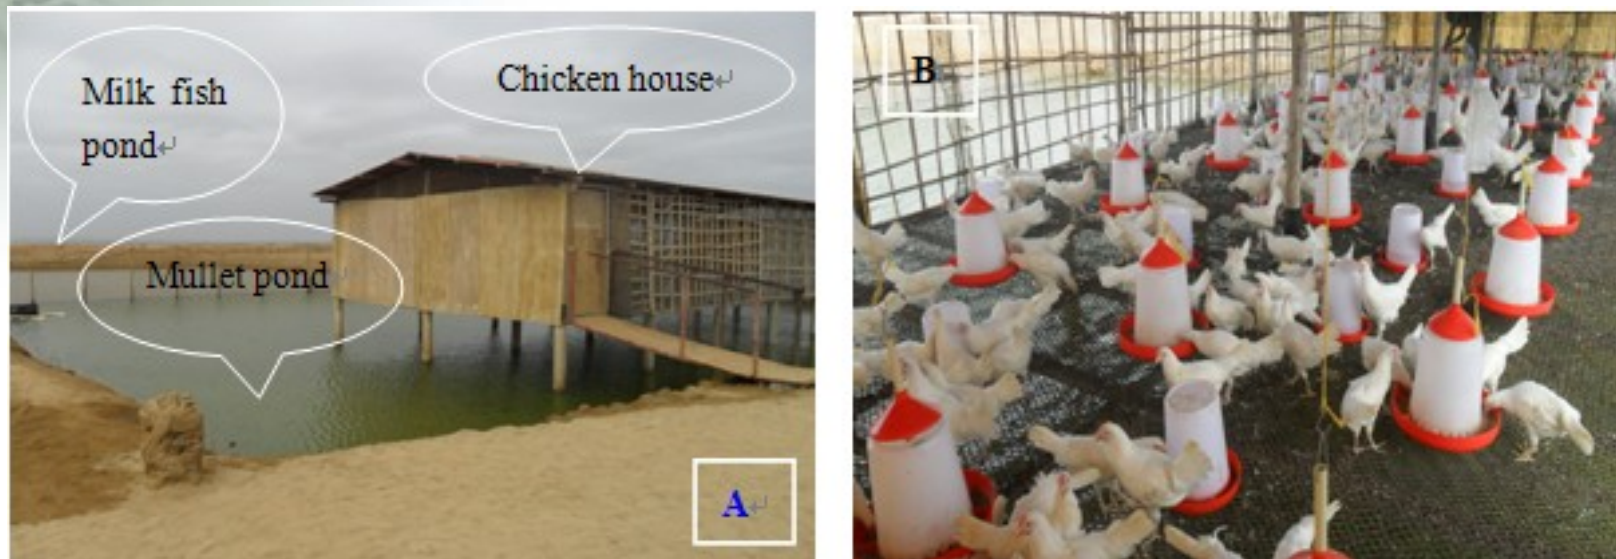 Milk fish
pond↵
Chicken house↵
Mullet pond
A↵
B